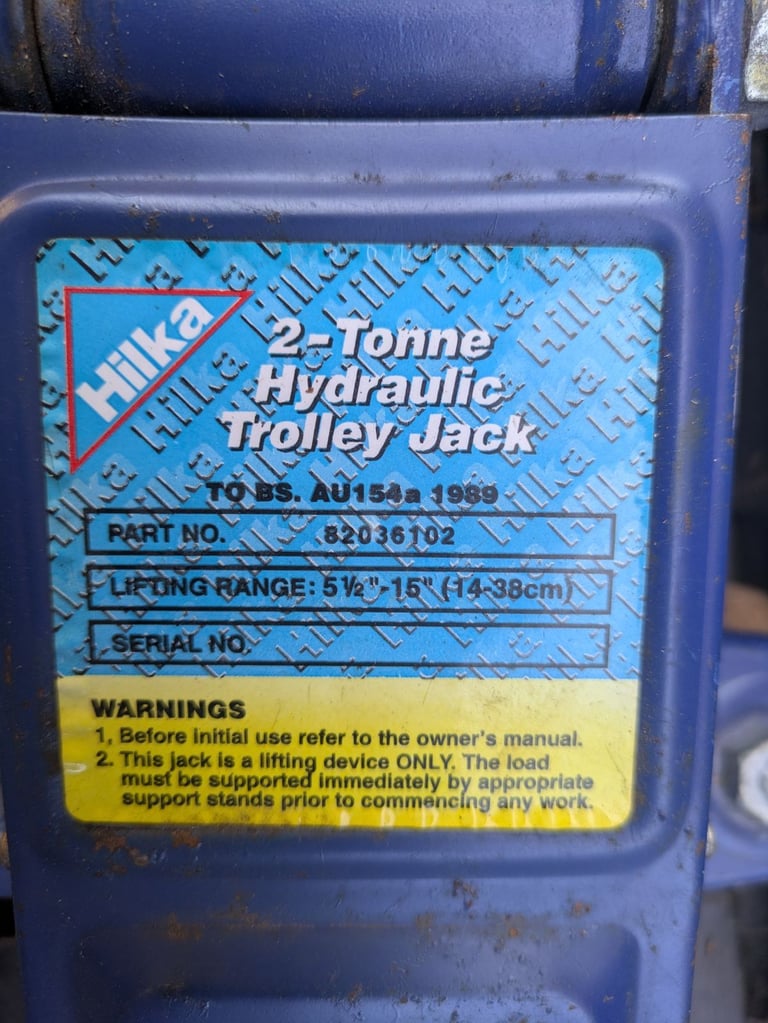 Hilka
2-Tonne
Hydraulic
Trolley Jack
TO BS. AU154a 1989
PART NO. 82036102
LIFTING RANGE: 5½"-15" (14-38cm)
SERIAL NO.
WARNINGS
1, Before initial use refer to the owner's manual.
2. This jack is a lifting device ONLY. The load
must be supported immediately by appropriate
support stands prior to commencing any work.